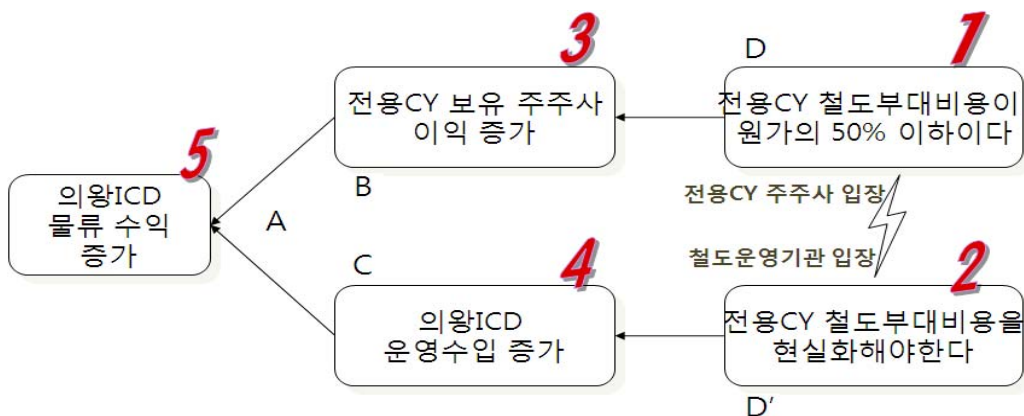 3
1
D
전용CY 보유 주주사
이익 증가
전용CY 철도부대비용이
원가의 50% 이하이다
5
B
전용CY 주주사 입장
의왕ICD
물류 수익
증가
A
철도운영기관 입장
C
4
2
의왕ICD
운영수입 증가
전용CY 철도부대비용을
현실화해야한다
D'